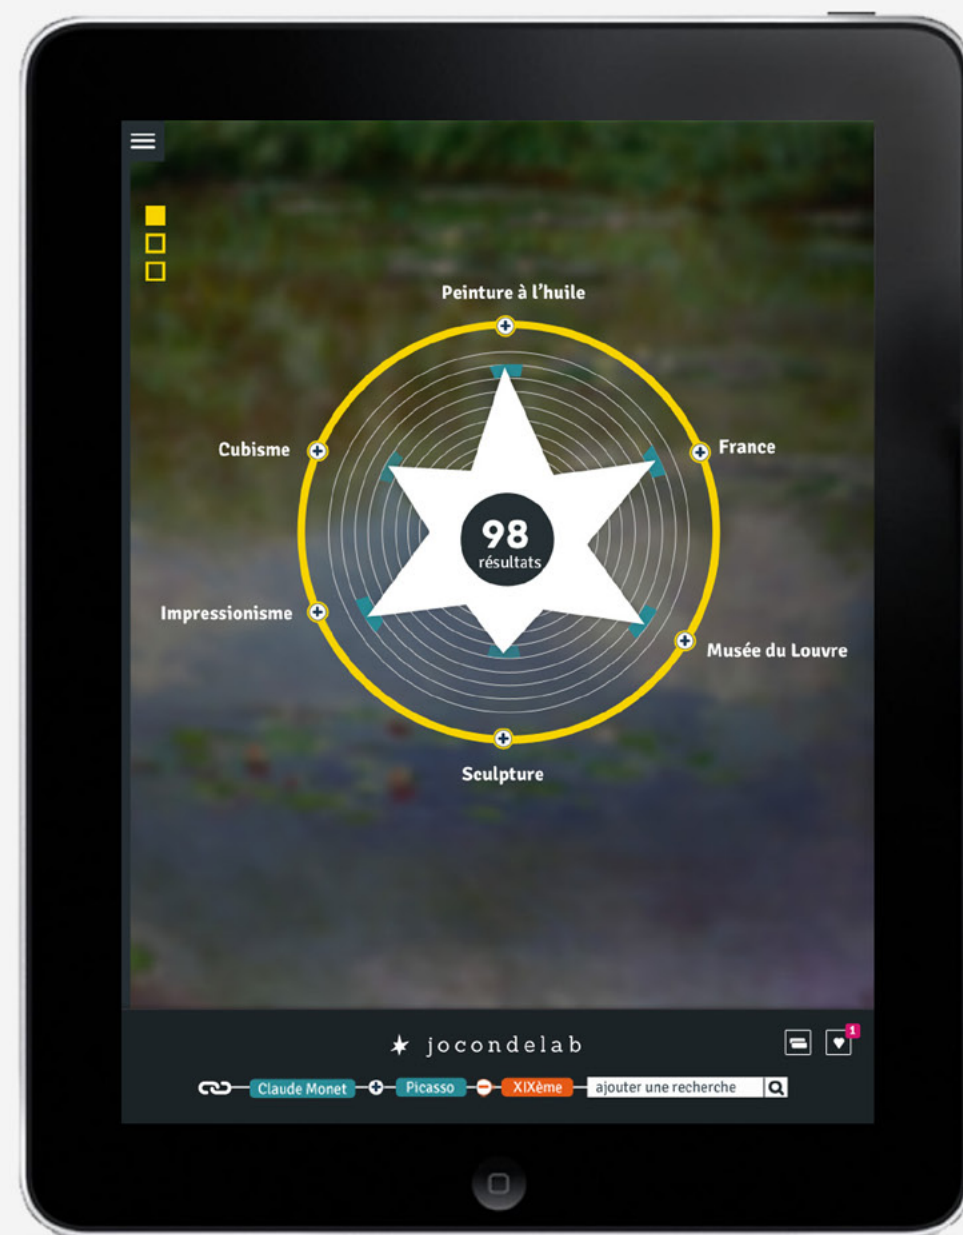 Peinture à l'huile
Cubisme
France
98
résultats
Impressionisme
Musée du Louvre
Sculpture
jocondelab
1
Claude Monet
Picasso
XIXème
ajouter une recherche